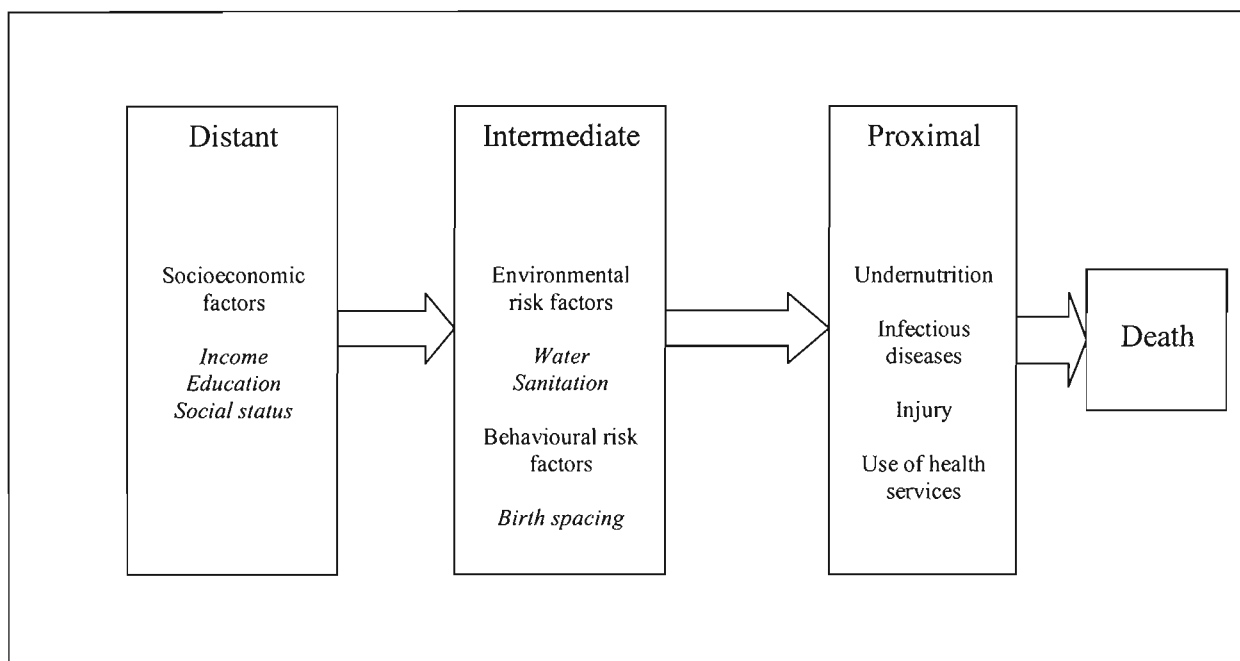 Distant
Socioeconomic
factors
Income
Education
Social status
Intermediate
Environmental
risk factors
Water
Sanitation
Behavioural risk
factors
Birth spacing
Proximal
Undernutrition
Infectious
diseases
Injury
Use of health
services
Death